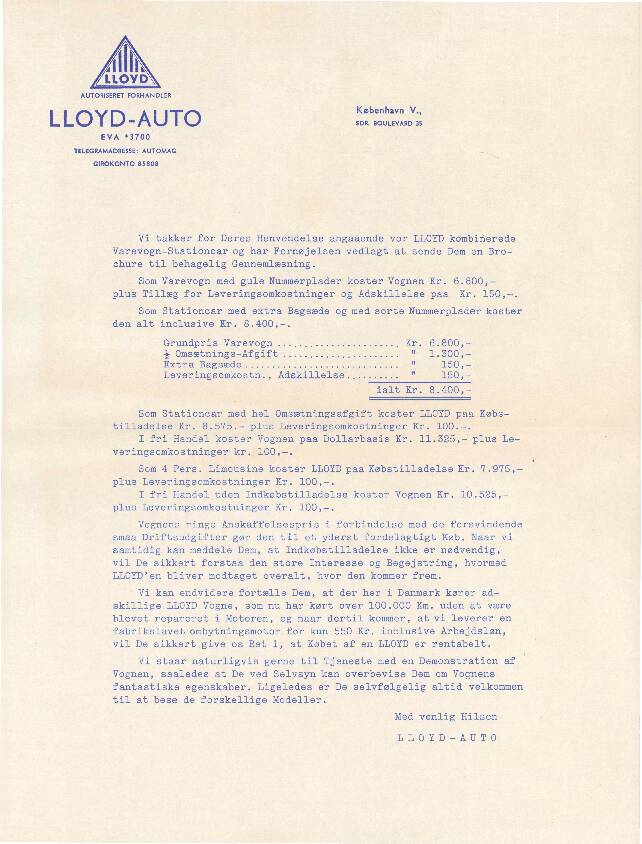 LLOYD
AUTORISERET FORHANDLER
LLOYD-AUTO
EVA *3700
TELEGRAMADRESSE: AUTOMAG
GIROKONTO 85808
København V.,
SDR. BOULEVARD 35
Vi takker for Deres Henvendelse angaaende vor LLOYD kombinerede
Varevogn-Stationcar og har Fornøjelsen vedlagt at sende Dem en Bro-
chure til behagelig Gennemlæsning.
Som Varevogn med gule Nummerplader koster Vognen Kr. 6.800,-
plus Tillæg for Leveringsomkostninger og Adskillelse paa Kr. 150,-.
Som Stationcar med extra Bagsæde og med sorte Nummerplader koster
den alt inclusive Kr. 8.400,-.
Grundpris Varevogn ...................... Kr. 6.800,-
½ Omsætnings-Afgift ..................... " 1.300,-
Extra Bagsæde ............................ " 150,-
Leveringsomkostn., Adskillelse .......... " 150,-
ialt Kr. 8.400,-
Som Stationcar med hel Omsætningsafgift koster LLOYD paa Købs-
tilladelse Kr. 8.575.- plus Leveringsomkostninger Kr. 100.-.
I fri Handel koster Vognen paa Dollarbasis Kr. 11.325,- plus Le-
veringsomkostninger kr. 100,-.
Som 4 Pers. Limousine koster LLOYD paa Købstilladelse Kr. 7.975,-
plus Leveringsomkostninger Kr. 100,-.
I fri Handel uden Indkøbstilladelse koster Vognen Kr. 10.525,-
plus Leveringsomkostninger Kr. 100,-.
Vognens ringe Anskaffelsespris i forbindelse med de forsvindende
smaa Driftsudgifter gør den til et yderst fordelagtigt Køb. Naar vi
samtidig kan meddele Dem, at Indkøbstilladelse ikke er nødvendig,
vil De sikkert forstaa den store Interesse og Begejstring, hvormed
LLOYD'en bliver modtaget overalt, hvor den kommer frem.
Vi kan endvidere fortælle Dem, at der her i Danmark kører ad-
skillige LLOYD Vogne, som nu har kørt over 100.000 Km. uden at være
blevet repareret i Motoren, og naar dertil kommer, at vi leverer en
fabrikslavet ombytningsmotor for kun 550 Kr. inclusive Arbejdsløn,
vil De sikkert give os Ret i, at Købet af en LLOYD er rentabelt.
Vi staar naturligvis gerne til Tjeneste med en Demonstration af
Vognen, saaledes at De ved Selvsyn kan overbevise Dem om Vognens
fantastiske egenskaber. Ligeledes er De selvfølgelig altid velkommen
til at bese de forskellige Modeller.
Med venlig Hilsen
LLOYD-AUTO